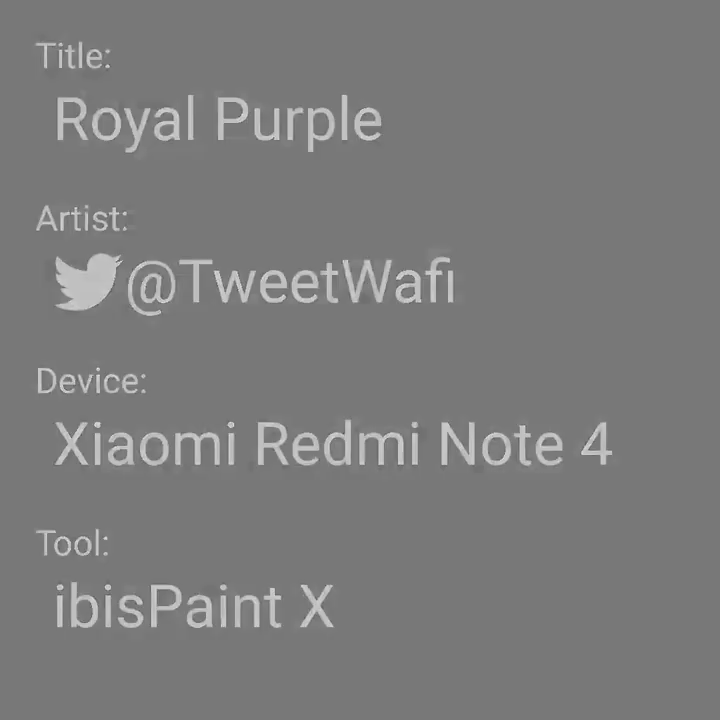 Title:
Royal Purple
Artist:
@TweetWafi
Device:
Xiaomi Redmi Note 4
Tool:
ibisPaint X